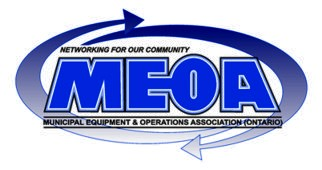 NETWORKING FOR OUR COMMUNITY
MEOA
MUNICIPAL EQUIPMENT & OPERATIONS ASSOCIATION (ONTARIO)